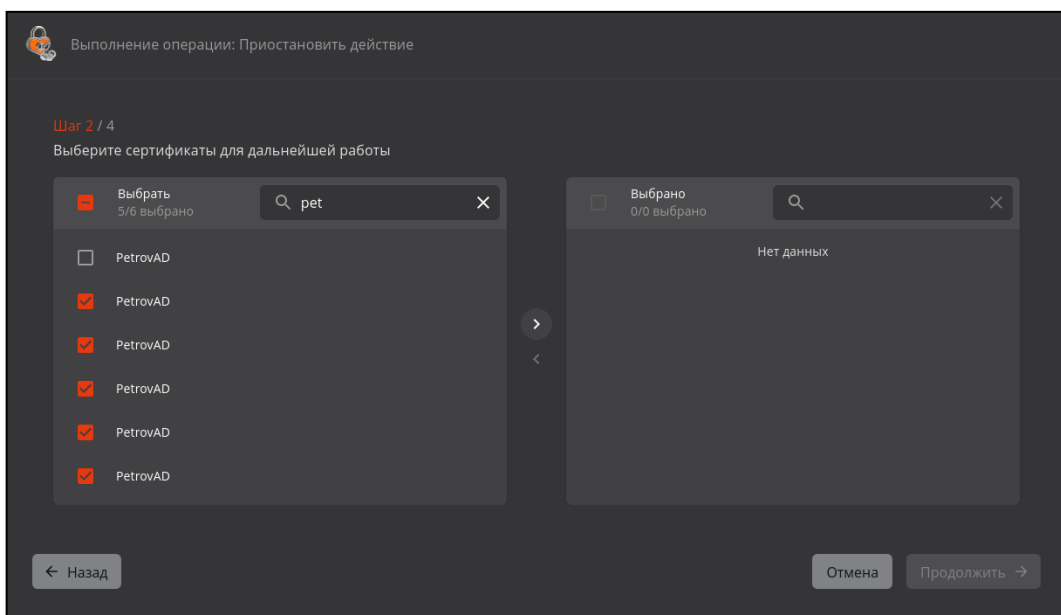 Выполнение операции: Приостановить действие
Шаг 2 / 4
Выберите сертификаты для дальнейшей работы
Выбрать
5/6 выбрано
pet
PetrovAD
PetrovAD
PetrovAD
PetrovAD
PetrovAD
PetrovAD
Выбрано
0/0 выбрано
Нет данных
Назад
Отмена
Продолжить